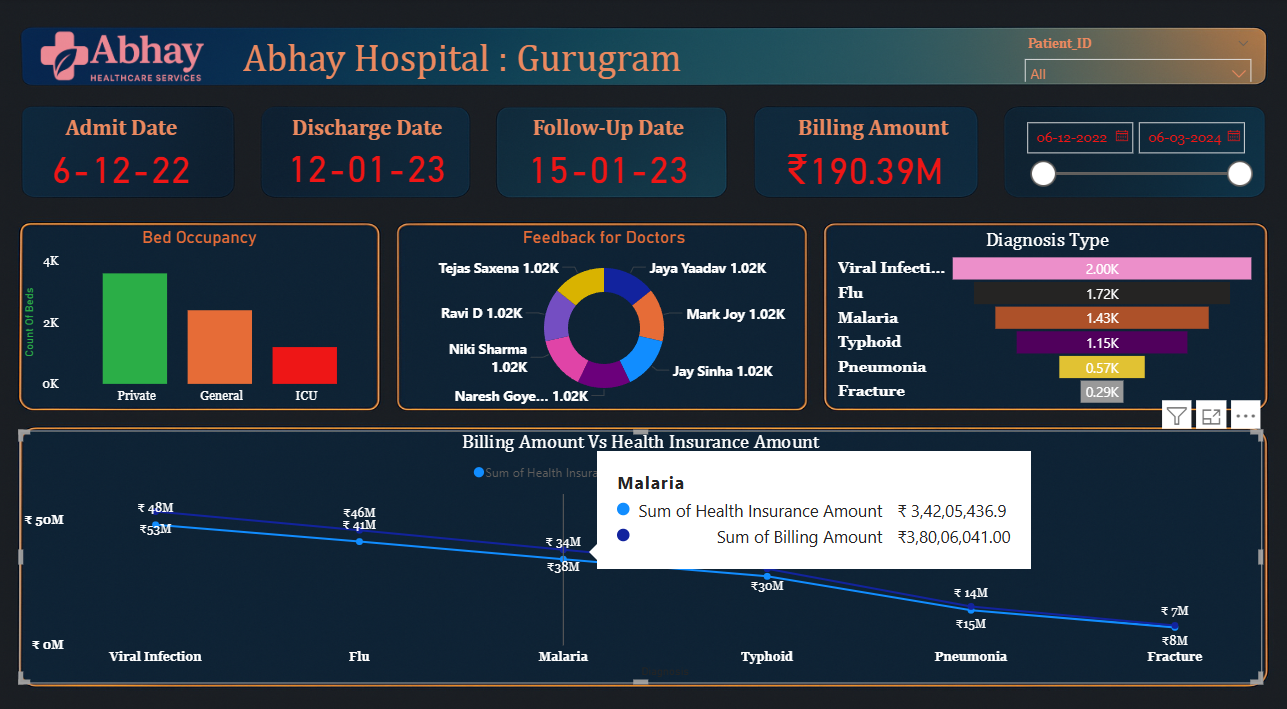 Abhay
HEALTHCARE SERVICES
Abhay Hospital : Gurugram
Patient_ID
All
Admit Date
6-12-22
Discharge Date
12-01-23
Follow-Up Date
15-01-23
Billing Amount
₹190.39M
06-12-2022
06-03-2024
Bed Occupancy
Count Of Beds
4K
2K
0K
Private
General
ICU
Feedback for Doctors
Tejas Saxena 1.02K
Jaya Yaadav 1.02K
Ravi D 1.02K
Mark Joy 1.02K
Niki Sharma
1.02K
Jay Sinha 1.02K
Naresh Goye... 1.02K
Diagnosis Type
Viral Infecti... 2.00K
Flu 1.72K
Malaria 1.43K
Typhoid 1.15K
Pneumonia 0.57K
Fracture 0.29K
Billing Amount Vs Health Insurance Amount
Sum of Health Insura
Malaria
Sum of Health Insurance Amount ₹ 3,42,05,436.9
Sum of Billing Amount ₹3,80,06,041.00
₹ 50M
₹ 0M
₹ 48M
₹53M
₹46M
₹ 41M
₹ 34M
₹38M
₹30M
₹ 14M
₹15M
₹ 7M
₹8M
Viral Infection
Flu
Malaria
Typhoid
Pneumonia
Fracture